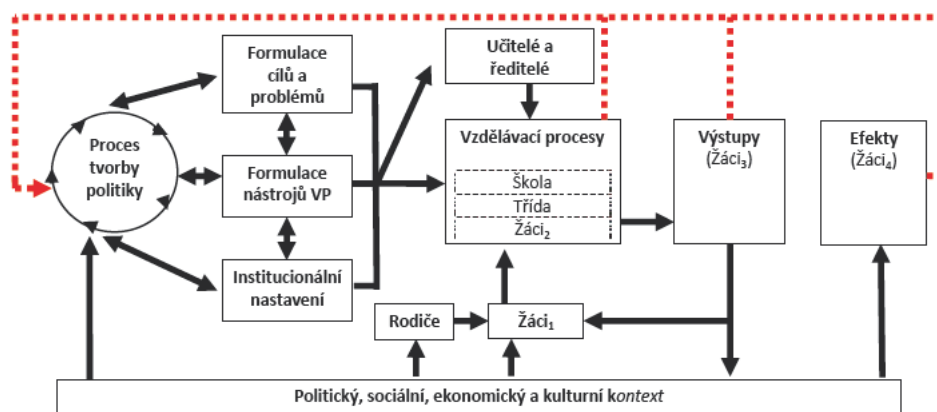 Formulace
cílů a
problémů
Učitelé a
ředitelé
Proces
tvorby
politiky
Formulace
nástrojů VP
Vzdělávací procesy
Škola
Třída
Žáci₂
Výstupy
(Žáci₃)
Efekty
(Žáci₄)
Institucionální
nastavení
Rodiče
Žáci₁
Politický, sociální, ekonomický a kulturní kontext